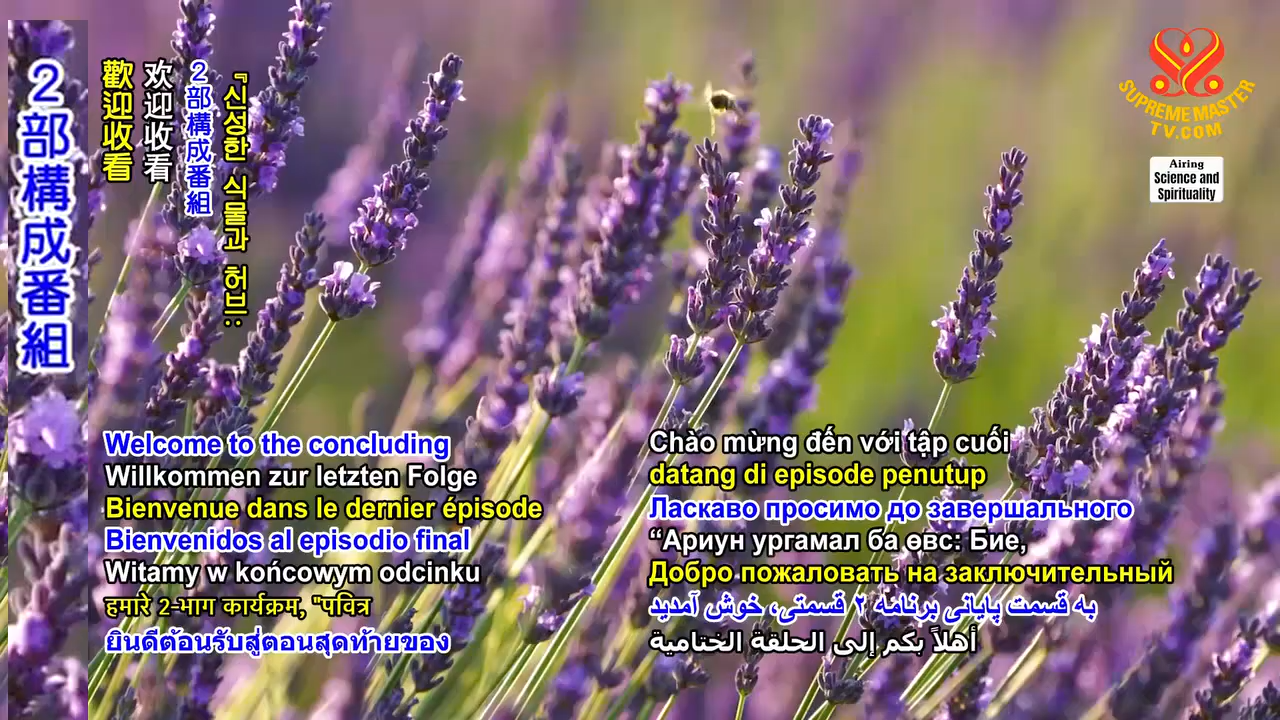 2部構成番組
歡迎收看
欢迎收看
2部構成番組
『신성한 식물과 허브:
SUPREME MASTER
TV.COM
Airing
Science and
Spirituality
Welcome to the concluding
Willkommen zur letzten Folge
Bienvenue dans le dernier épisode
Bienvenidos al episodio final
Witamy w końcowym odcinku
हमारे 2-भाग कार्यक्रम, "पवित्र
ยินดีต้อนรับสู่ตอนสุดท้ายของ
Chào mừng đến với tập cuối
datang di episode penutup
Ласкаво просимо до завершального
“Ариун ургамал ба өвс: Бие,
Добро пожаловать на заключительный
به قسمت پایانی برنامه ۲ قسمتی، خوش آمدید
أهلاً بكم إلى الحلقة الختامية